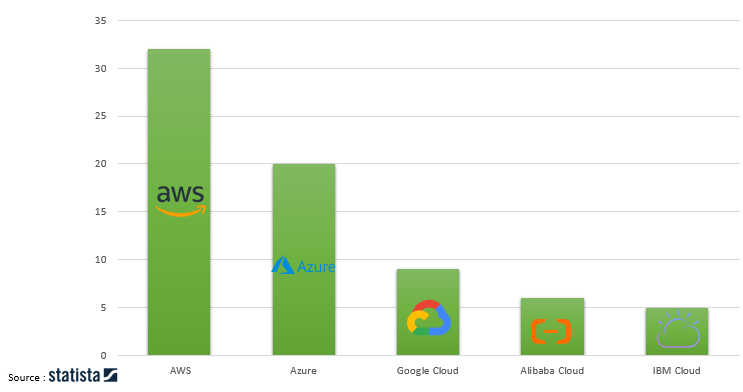 35
30
25
20
15
10
5
0
aws
Azure
AWS
Azure
Google Cloud
Alibaba Cloud
IBM Cloud
Source : statista